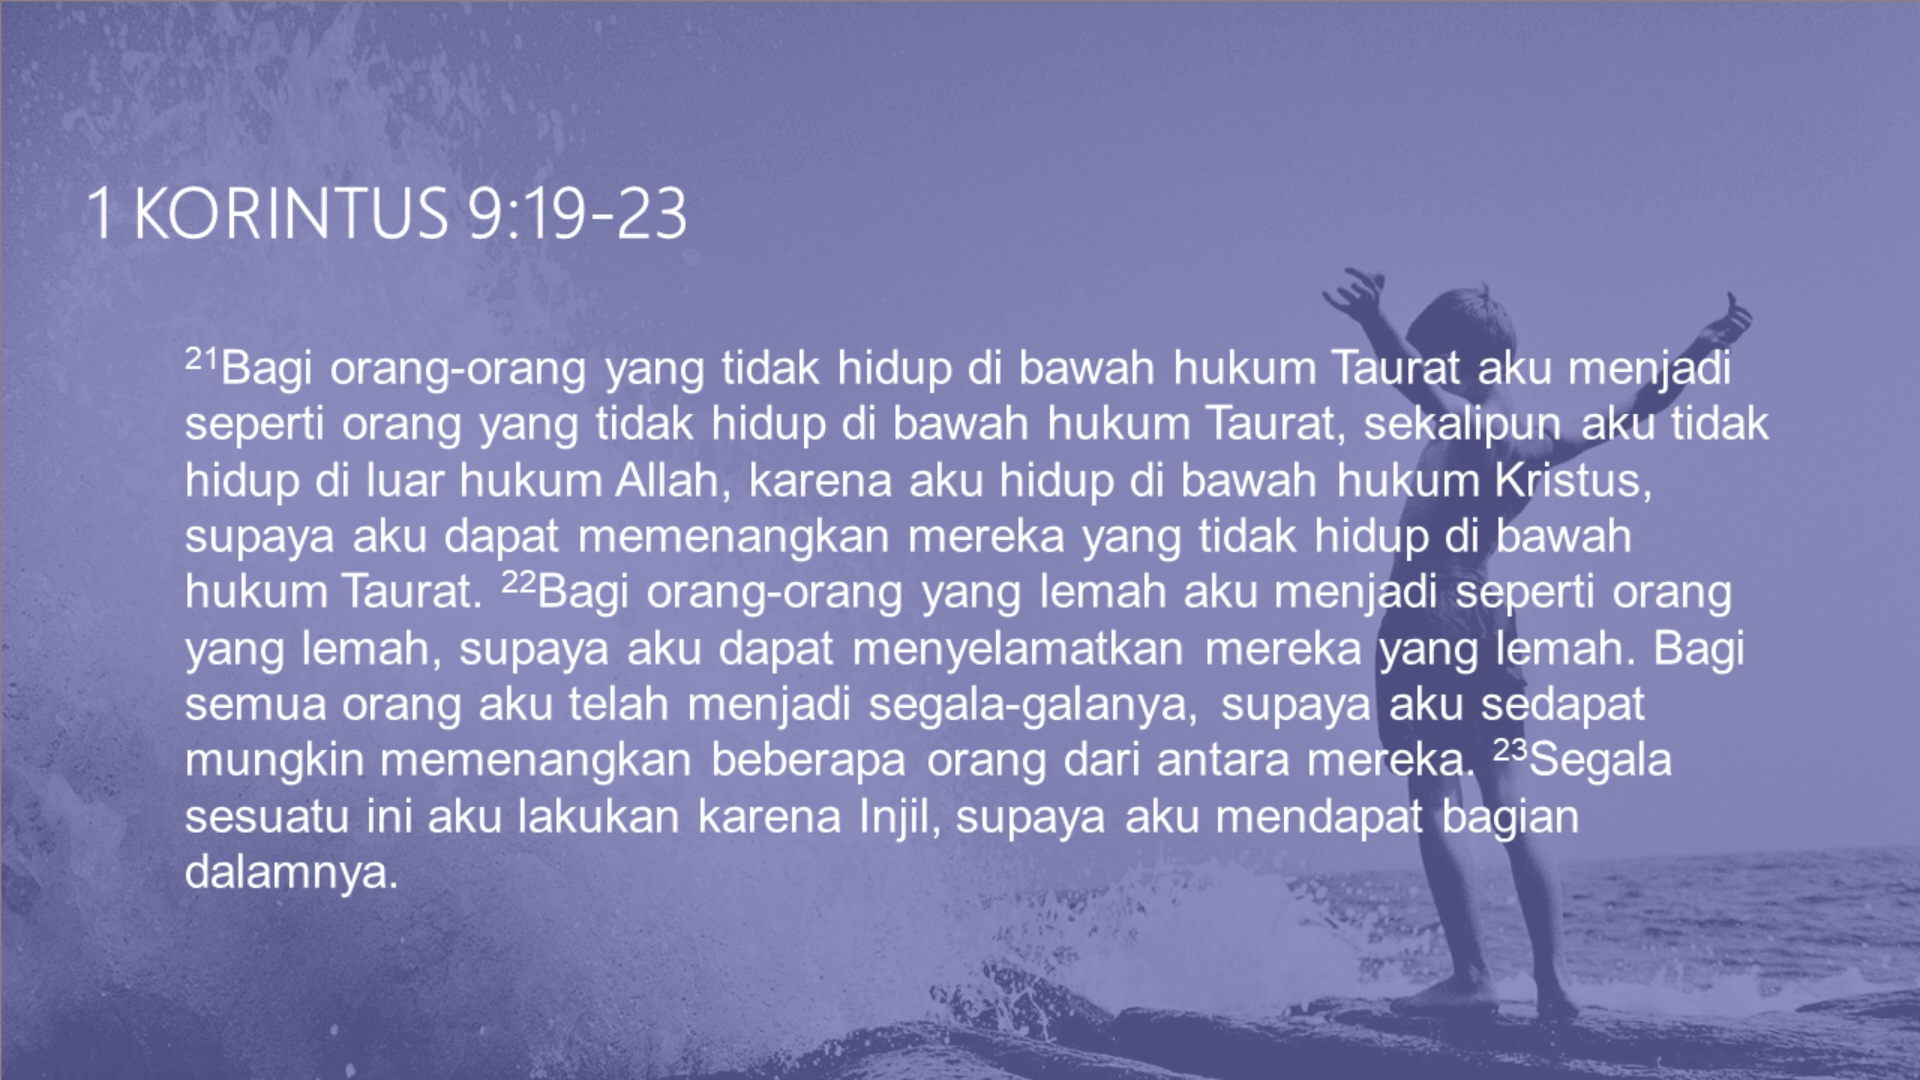 1 KORINTUS 9:19-23
21Bagi orang-orang yang tidak hidup di bawah hukum Taurat aku menjadi
seperti orang yang tidak hidup di bawah hukum Taurat, sekalipun aku tidak
hidup di luar hukum Allah, karena aku hidup di bawah hukum Kristus,
supaya aku dapat memenangkan mereka yang tidak hidup di bawah
hukum Taurat. 22Bagi orang-orang yang lemah aku menjadi seperti orang
yang lemah, supaya aku dapat menyelamatkan mereka yang lemah. Bagi
semua orang aku telah menjadi segala-galanya, supaya aku sedapat
mungkin memenangkan beberapa orang dari antara mereka. 23Segala
sesuatu ini aku lakukan karena Injil, supaya aku mendapat bagian
dalamnya.